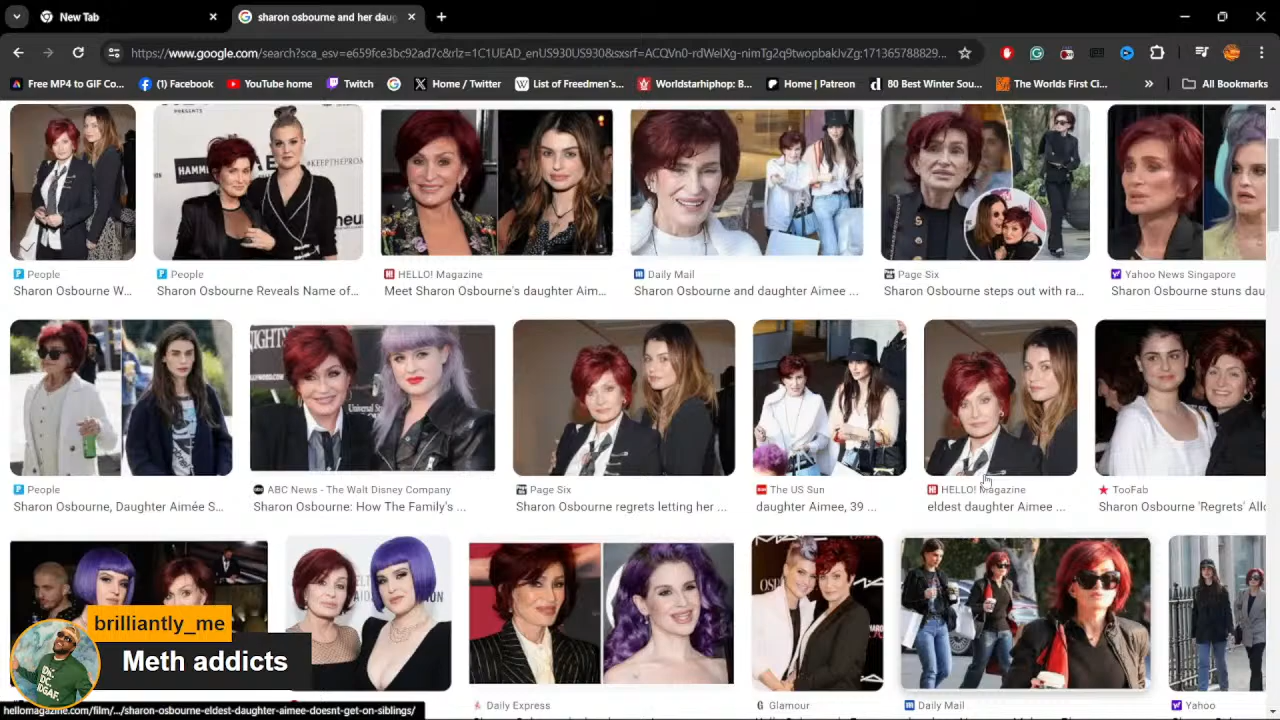 New Tab
sharon osbourne and her daug
https://www.google.com/search?sca_esv=e659fce3bc92ad7c&rlz=1C1UEAD_enUS930US930&sxsrf=ACQVn0-rdWeIXg-nimTg2q9twopbakJvZg:171365788829...
Free MP4 to GIF Co...
(1) Facebook
YouTube home
Twitch
Home / Twitter
List of Freedmen's...
Worldstarhiphop: B...
Home | Patreon
80 Best Winter Sou...
The Worlds First Cl...
All Bookmarks
PRESENTS
HAMM
#KEEPTHEPROM
People
Sharon Osbourne W...
People
Sharon Osbourne Reveals Name of...
HELLO! Magazine
Meet Sharon Osbourne's daughter Aim...
Daily Mail
Sharon Osbourne and daughter Aimee ...
Page Six
Sharon Osbourne steps out with ra...
Yahoo News Singapore
Sharon Osbourne stuns dau
People
Sharon Osbourne, Daughter Aimée S...
ABC News - The Walt Disney Company
Sharon Osbourne: How The Family's ...
Page Six
Sharon Osbourne regrets letting her ...
The US Sun
daughter Aimee, 39 ...
HELLO! Magazine
eldest daughter Aimee ...
TooFab
Sharon Osbourne 'Regrets' Allo
brilliantly_me
Meth addicts
Daily Express
Glamour
Daily Mail
Yahoo
hellomagazine.com/film/.../sharon-osbourne-eldest-daughter-aimee-doesnt-get-on-siblings/